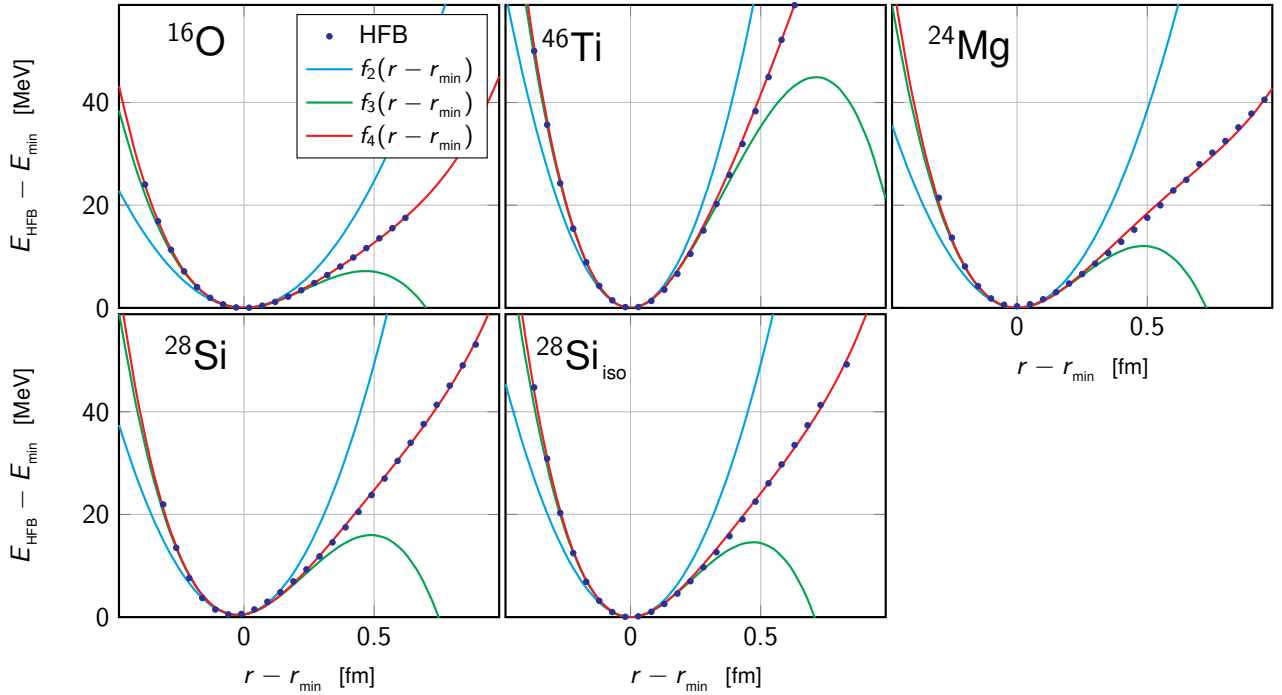 ¹⁶O
HFB
f₂(r − r_min)
f₃(r − r_min)
f₄(r − r_min)
⁴⁶Ti
²⁴Mg
E_HFB − E_min [MeV]
40
20
0
0
0.5
r − r_min [fm]
²⁸Si
²⁸Si_iso
E_HFB − E_min [MeV]
40
20
0
0
0.5
0
0.5
r − r_min [fm]
r − r_min [fm]